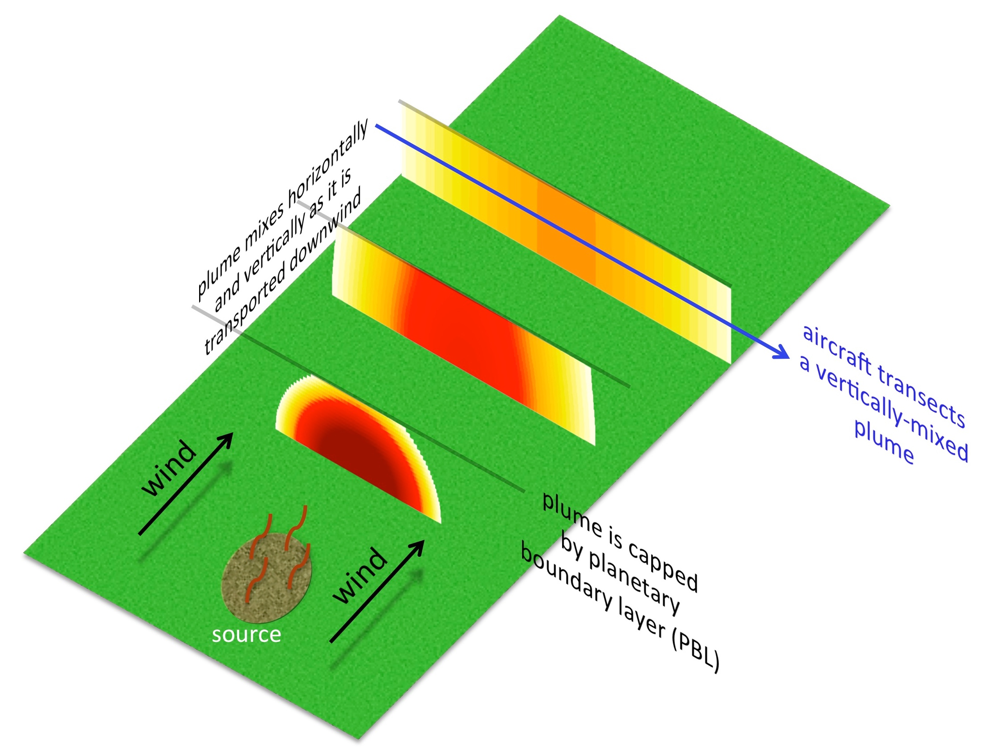 plume mixes horizontally
and vertically as it is
transported downwind
aircraft transects
a vertically-mixed
plume
wind
wind
plume is capped
by planetary
boundary layer (PBL)
source